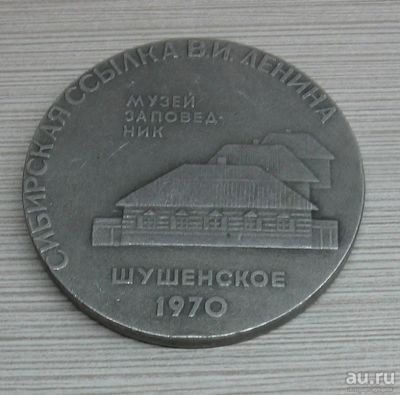 СИБИРСКАЯ ССЫЛКА В.И. ЛЕНИНА
МУЗЕЙ
ЗАПОВЕД-
НИК
ШУШЕНСКОЕ
1970
au.ru